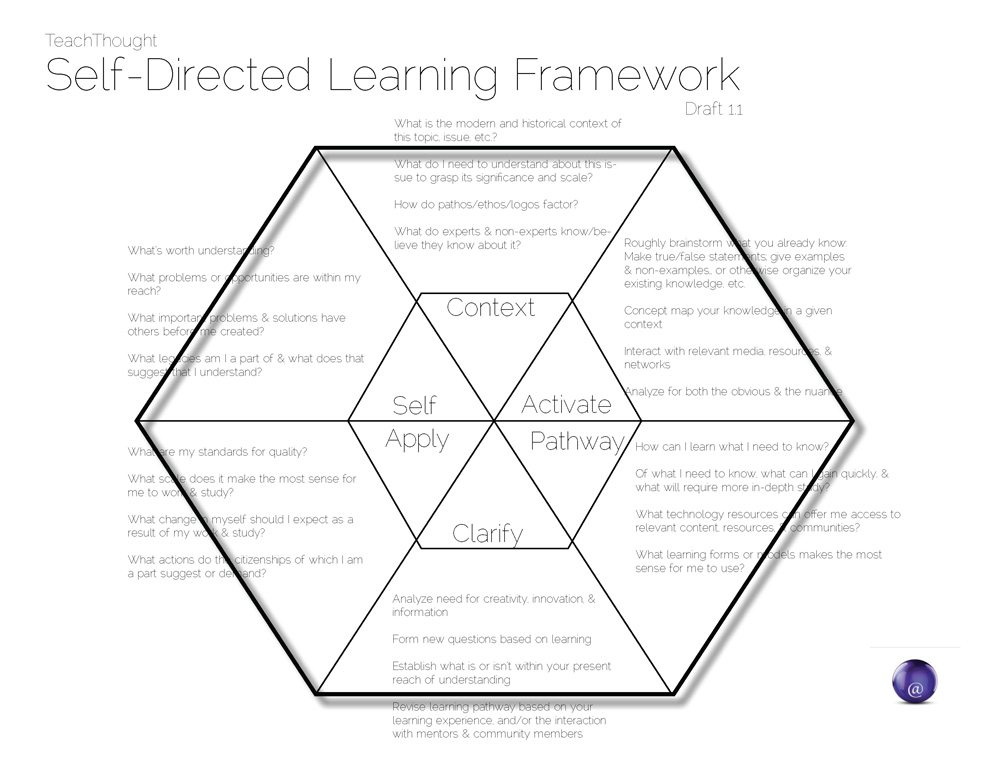 TeachThought
Self-Directed Learning Framework
Draft 1.1
What is the modern and historical context of
this topic, issue, etc.?
What do I need to understand about this is-
sue to grasp its significance and scale?
How do pathos/ethos/logos factor?
What do experts & non-experts know/be-
lieve they know about it?
What's worth understanding?
What problems or opportunities are within my
reach?
What important problems & solutions have
others before me created?
What legacies am I a part of & what does that
suggest that I understand?
Roughly brainstorm what you already know:
Make true/false statements; give examples
& non-examples, or otherwise organize your
existing knowledge, etc.
Concept map your knowledge in a given
context
Interact with relevant media, resources, &
networks
Analyze for both the obvious & the nuance
Context
Self
Activate
Apply
Pathway
Clarify
What are my standards for quality?
What scale does it make the most sense for
me to work & study?
What change in myself should I expect as a
result of my work & study?
What actions do the citizenships of which I am
a part suggest or demand?
How can I learn what I need to know?
Of what I need to know, what can I gain quickly, &
what will require more in-depth study?
What technology resources can offer me access to
relevant content, resources, & communities?
What learning forms or models makes the most
sense for me to use?
Analyze need for creativity, innovation, &
information
Form new questions based on learning
Establish what is or isn't within your present
reach of understanding
Revise learning pathway based on your
learning experience, and/or the interaction
with mentors & community members
@